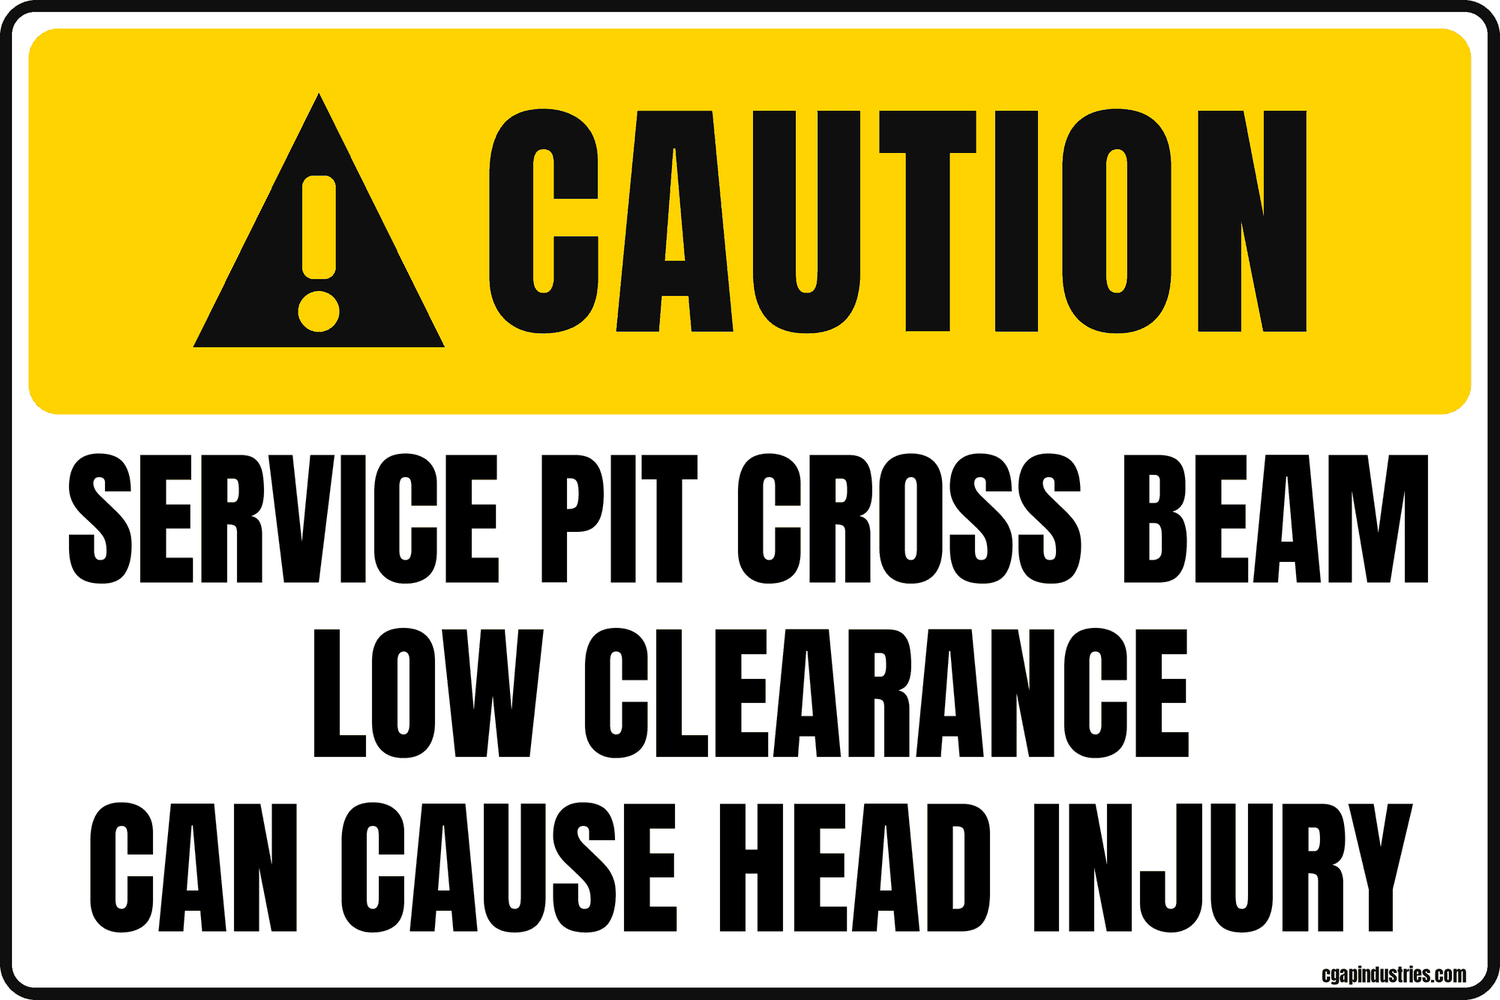 CAUTION
SERVICE PIT CROSS BEAM
LOW CLEARANCE
CAN CAUSE HEAD INJURY
cgapindustries.com